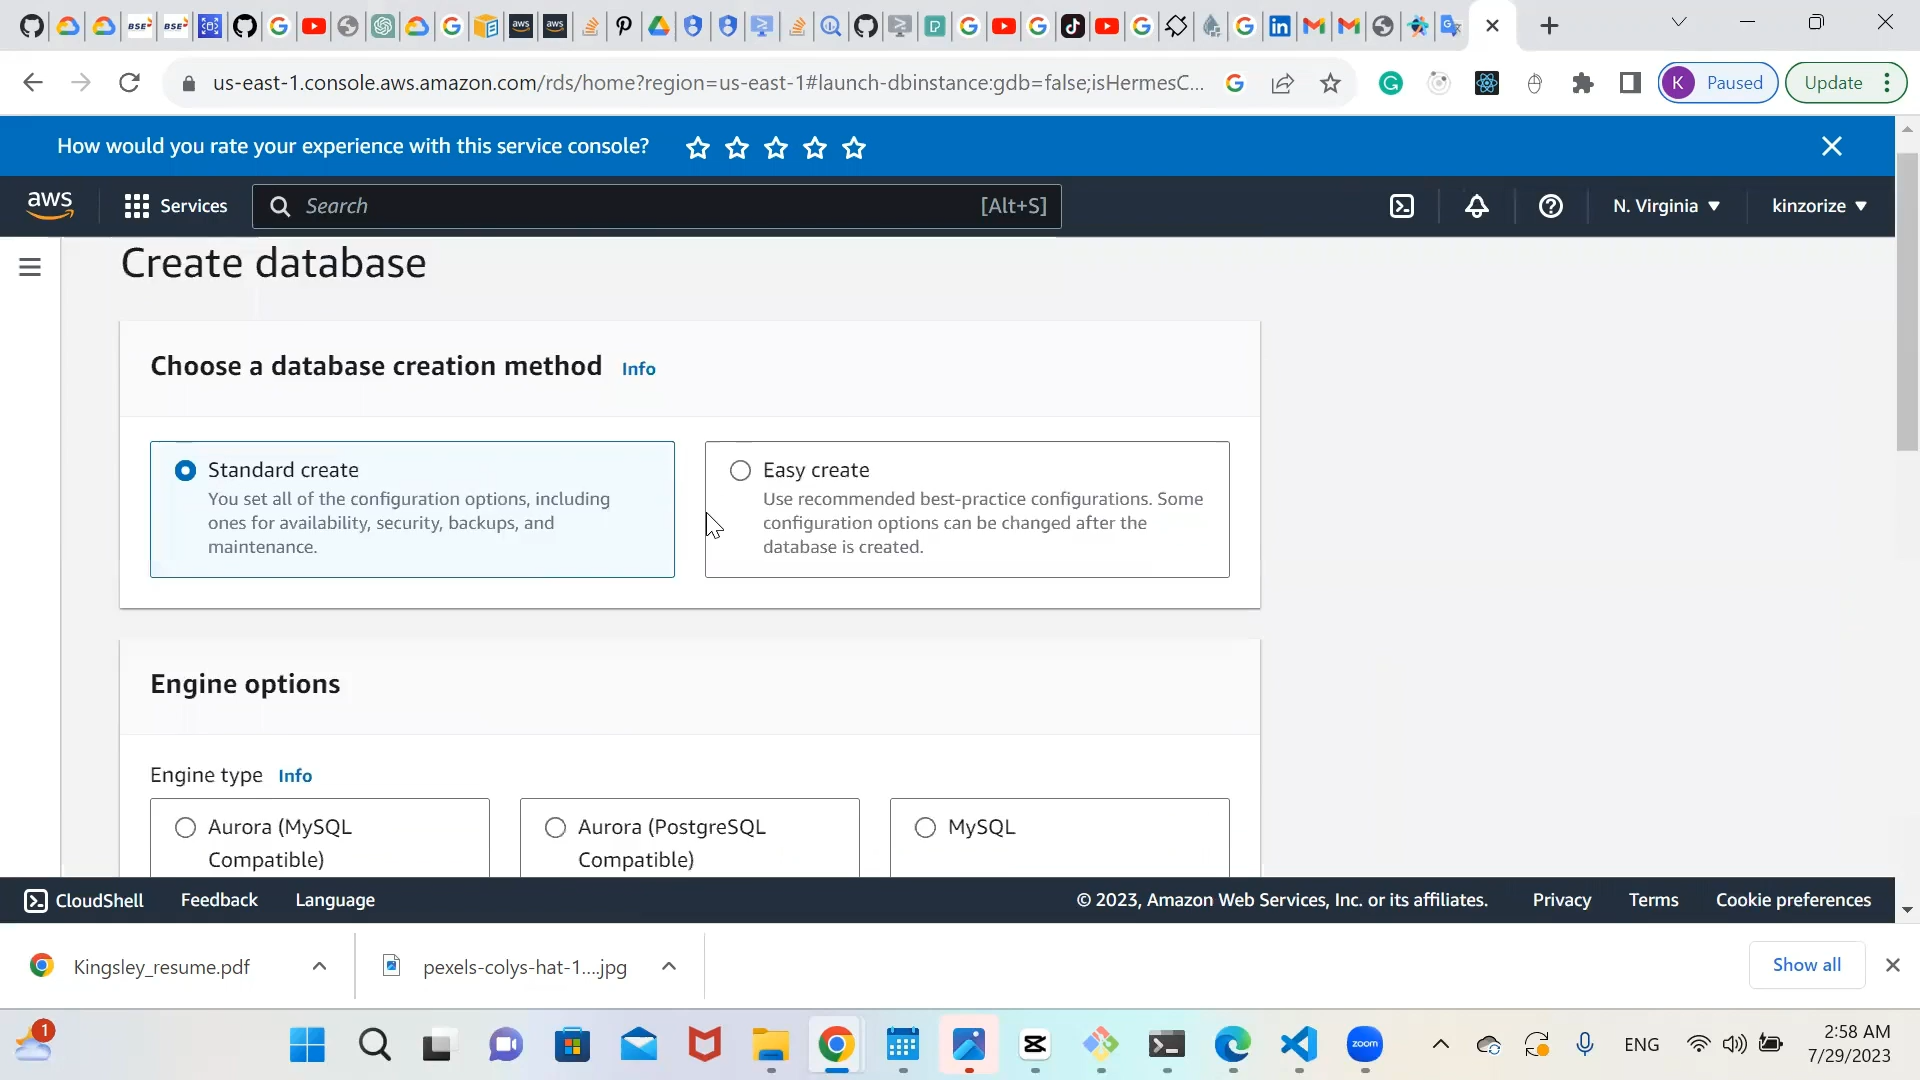 us-east-1.console.aws.amazon.com/rds/home?region=us-east-1#launch-dbinstance:gdb=false;isHermesC...
K Paused
Update
How would you rate your experience with this service console?
aws
Services
Search
[Alt+S]
N. Virginia
kinzorize
Create database
Choose a database creation method Info
Standard create
You set all of the configuration options, including
ones for availability, security, backups, and
maintenance.
Easy create
Use recommended best-practice configurations. Some
configuration options can be changed after the
database is created.
Engine options
Engine type Info
Aurora (MySQL
Compatible)
Aurora (PostgreSQL
Compatible)
MySQL
CloudShell
Feedback
Language
© 2023, Amazon Web Services, Inc. or its affiliates.
Privacy
Terms
Cookie preferences
Kingsley_resume.pdf
pexels-colys-hat-1....jpg
Show all
1
zoom
ENG
2:58 AM
7/29/2023